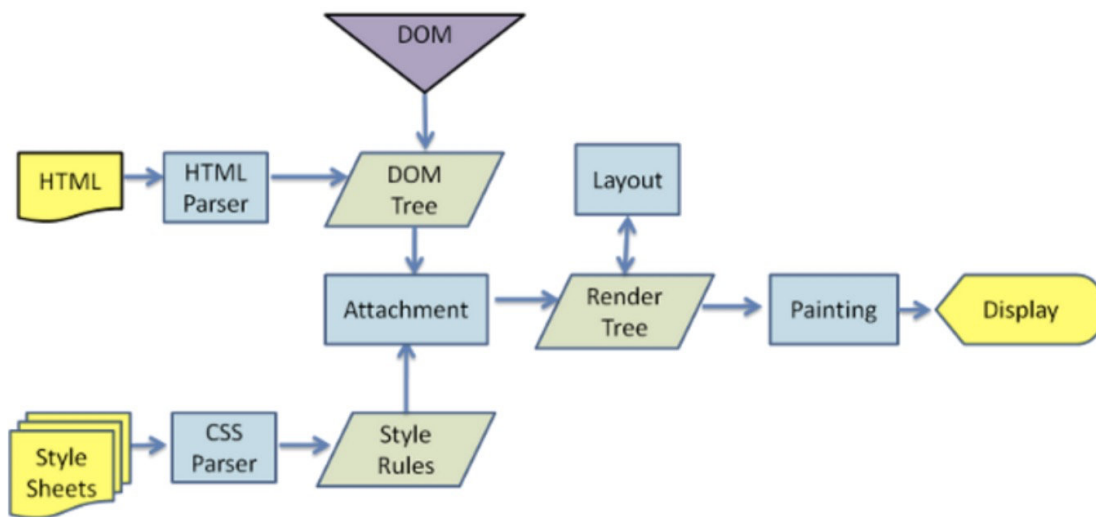 DOM
HTML
HTML
Parser
DOM
Tree
Layout
Attachment
Render
Tree
Painting
Display
Style
Sheets
CSS
Parser
Style
Rules